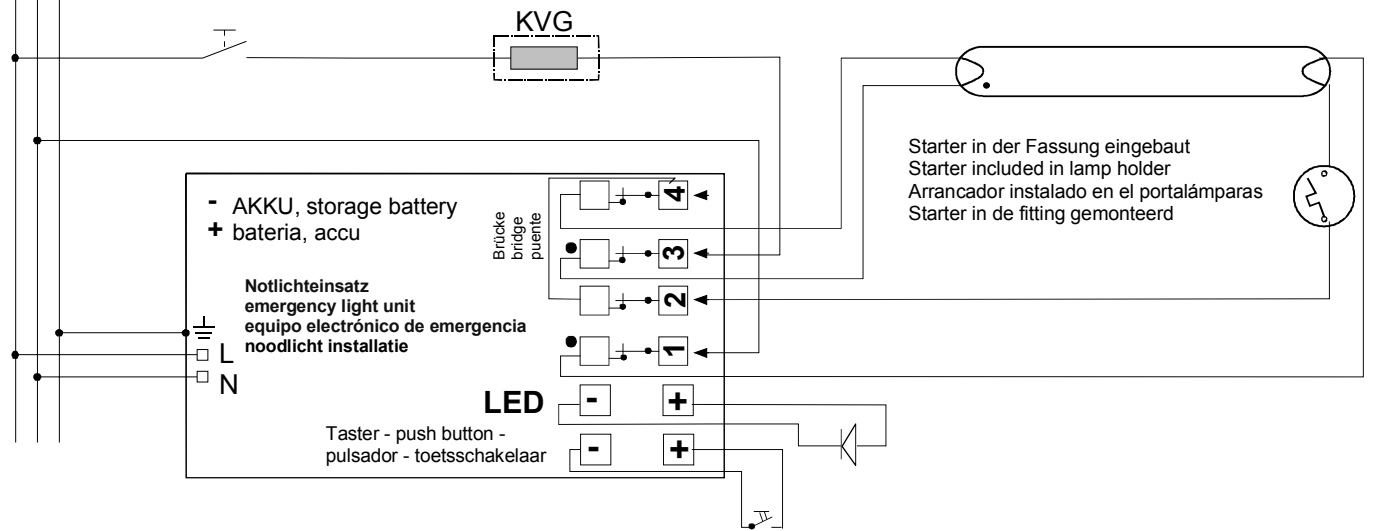 KVG
Starter in der Fassung eingebaut
Starter included in lamp holder
Arrancador instalado en el portalámparas
Starter in de fitting gemonteerd
- AKKU, storage battery
+ bateria, accu
Brücke
bridge
puente
4
3
2
1
Notlichteinsatz
emergency light unit
equipo electrónico de emergencia
noodlicht installatie
L
N
LED - +
Taster - push button -
pulsador - toetsschakelaar
- +